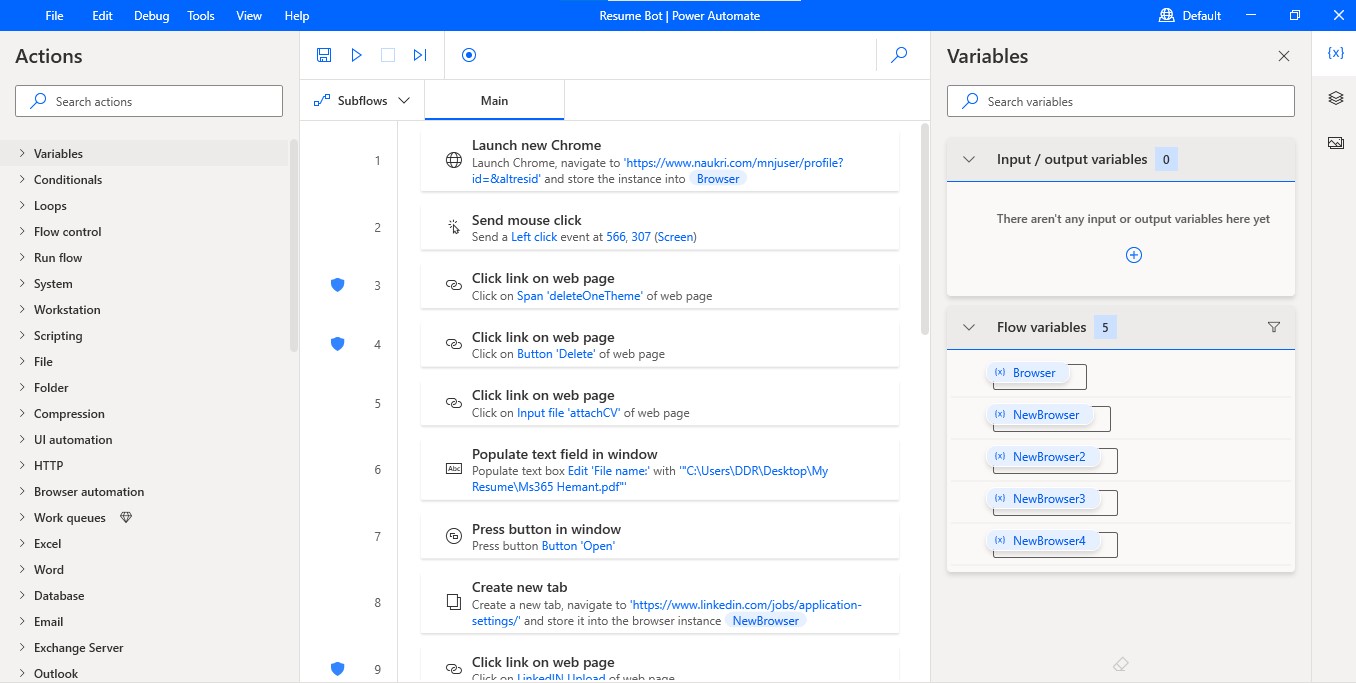 File Edit Debug Tools View Help
Resume Bot | Power Automate
Default
Actions
Search actions
Variables
Conditionals
Loops
Flow control
Run flow
System
Workstation
Scripting
File
Folder
Compression
UI automation
HTTP
Browser automation
Work queues
Excel
Word
Database
Email
Exchange Server
Outlook
Subflows
Main
1
Launch new Chrome
Launch Chrome, navigate to 'https://www.naukri.com/mnjuser/profile?
id=&altresid' and store the instance into Browser
2
Send mouse click
Send a Left click event at 566, 307 (Screen)
3
Click link on web page
Click on Span 'deleteOneTheme' of web page
4
Click link on web page
Click on Button 'Delete' of web page
5
Click link on web page
Click on Input file 'attachCV' of web page
6
Populate text field in window
Abc
Populate text box Edit 'File name:' with '"C:\Users\DDR\Desktop\My
Resume\Ms365 Hemant.pdf"'
7
Press button in window
Press button Button 'Open'
8
Create new tab
Create a new tab, navigate to 'https://www.linkedin.com/jobs/application-
settings/' and store it into the browser instance NewBrowser
9
Click link on web page
Click on LinkedIN Upload of web page
Variables
{x}
Search variables
Input / output variables 0
There aren't any input or output variables here yet
Flow variables 5
(x) Browser
(x) NewBrowser
(x) NewBrowser2
(x) NewBrowser3
(x) NewBrowser4